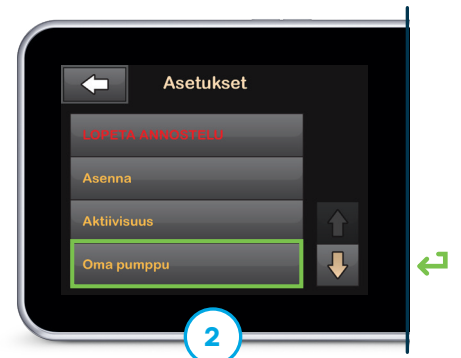 Asetukset
LOPETA ANNOSTELU
Asenna
Aktiivisuus
Oma pumppu
2